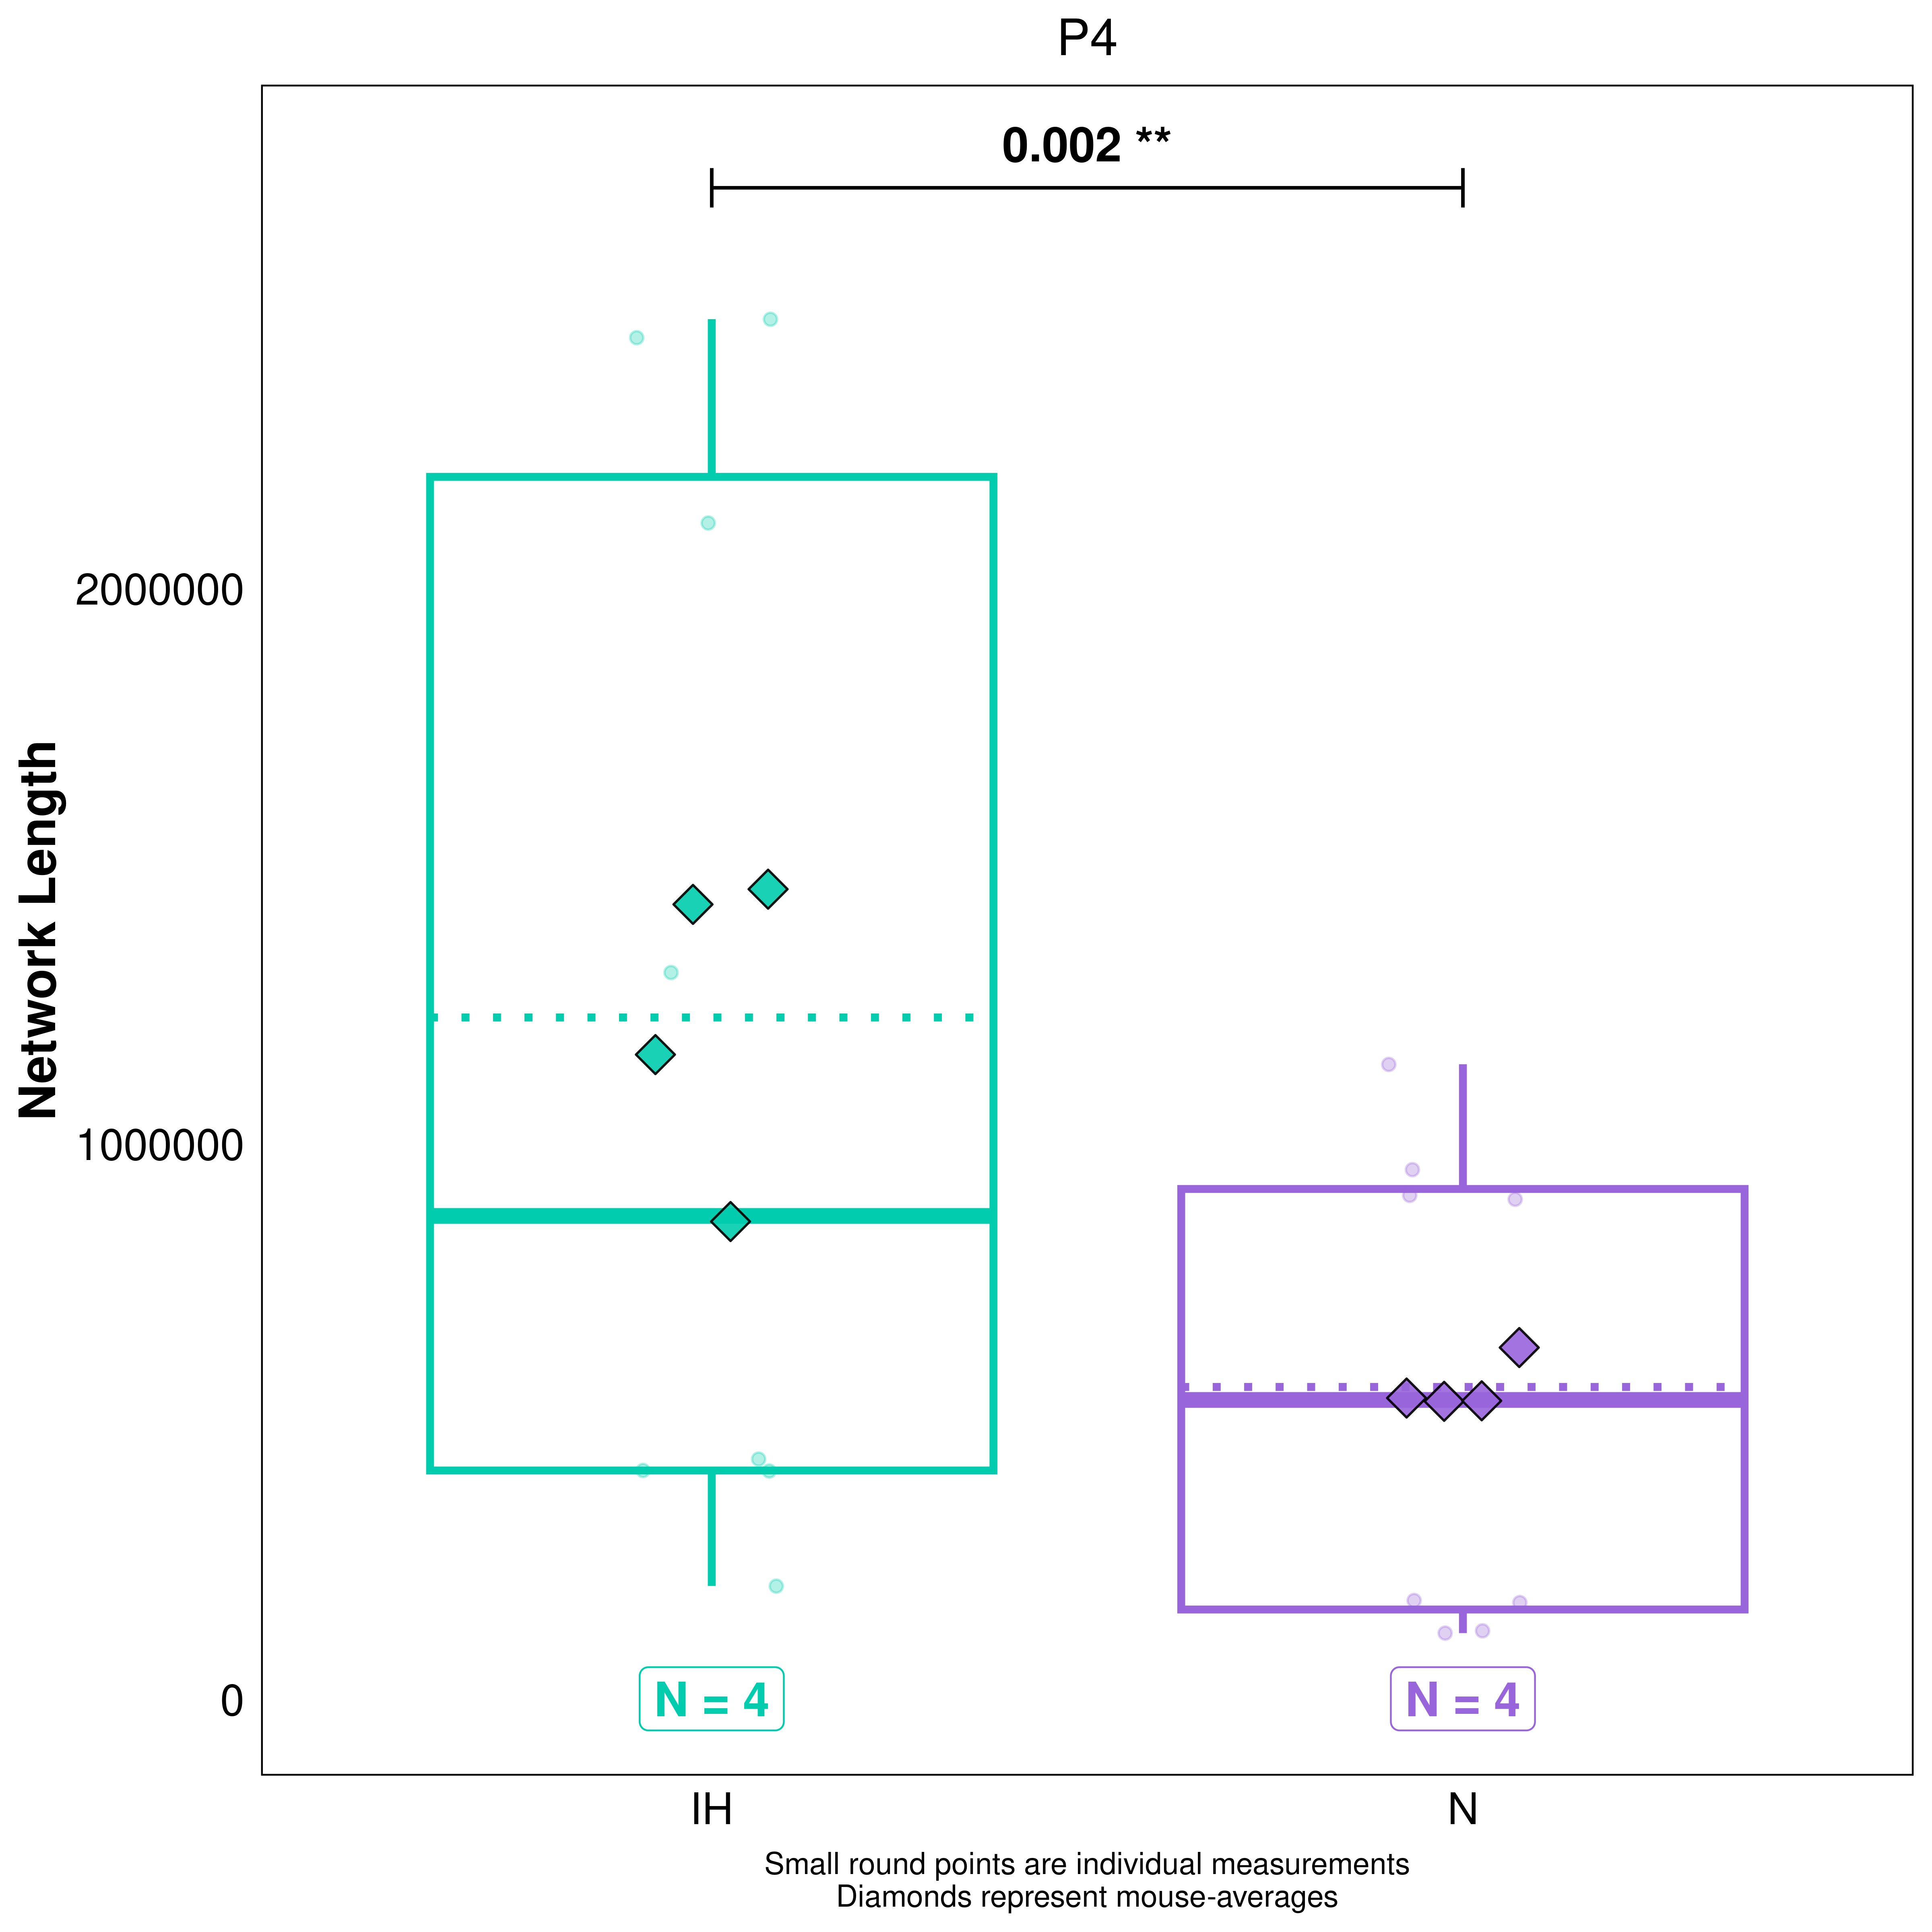 P4
0.002 **
Network Length
2000000
1000000
0
N = 4
N = 4
IH
N
Small round points are individual measurements
Diamonds represent mouse-averages